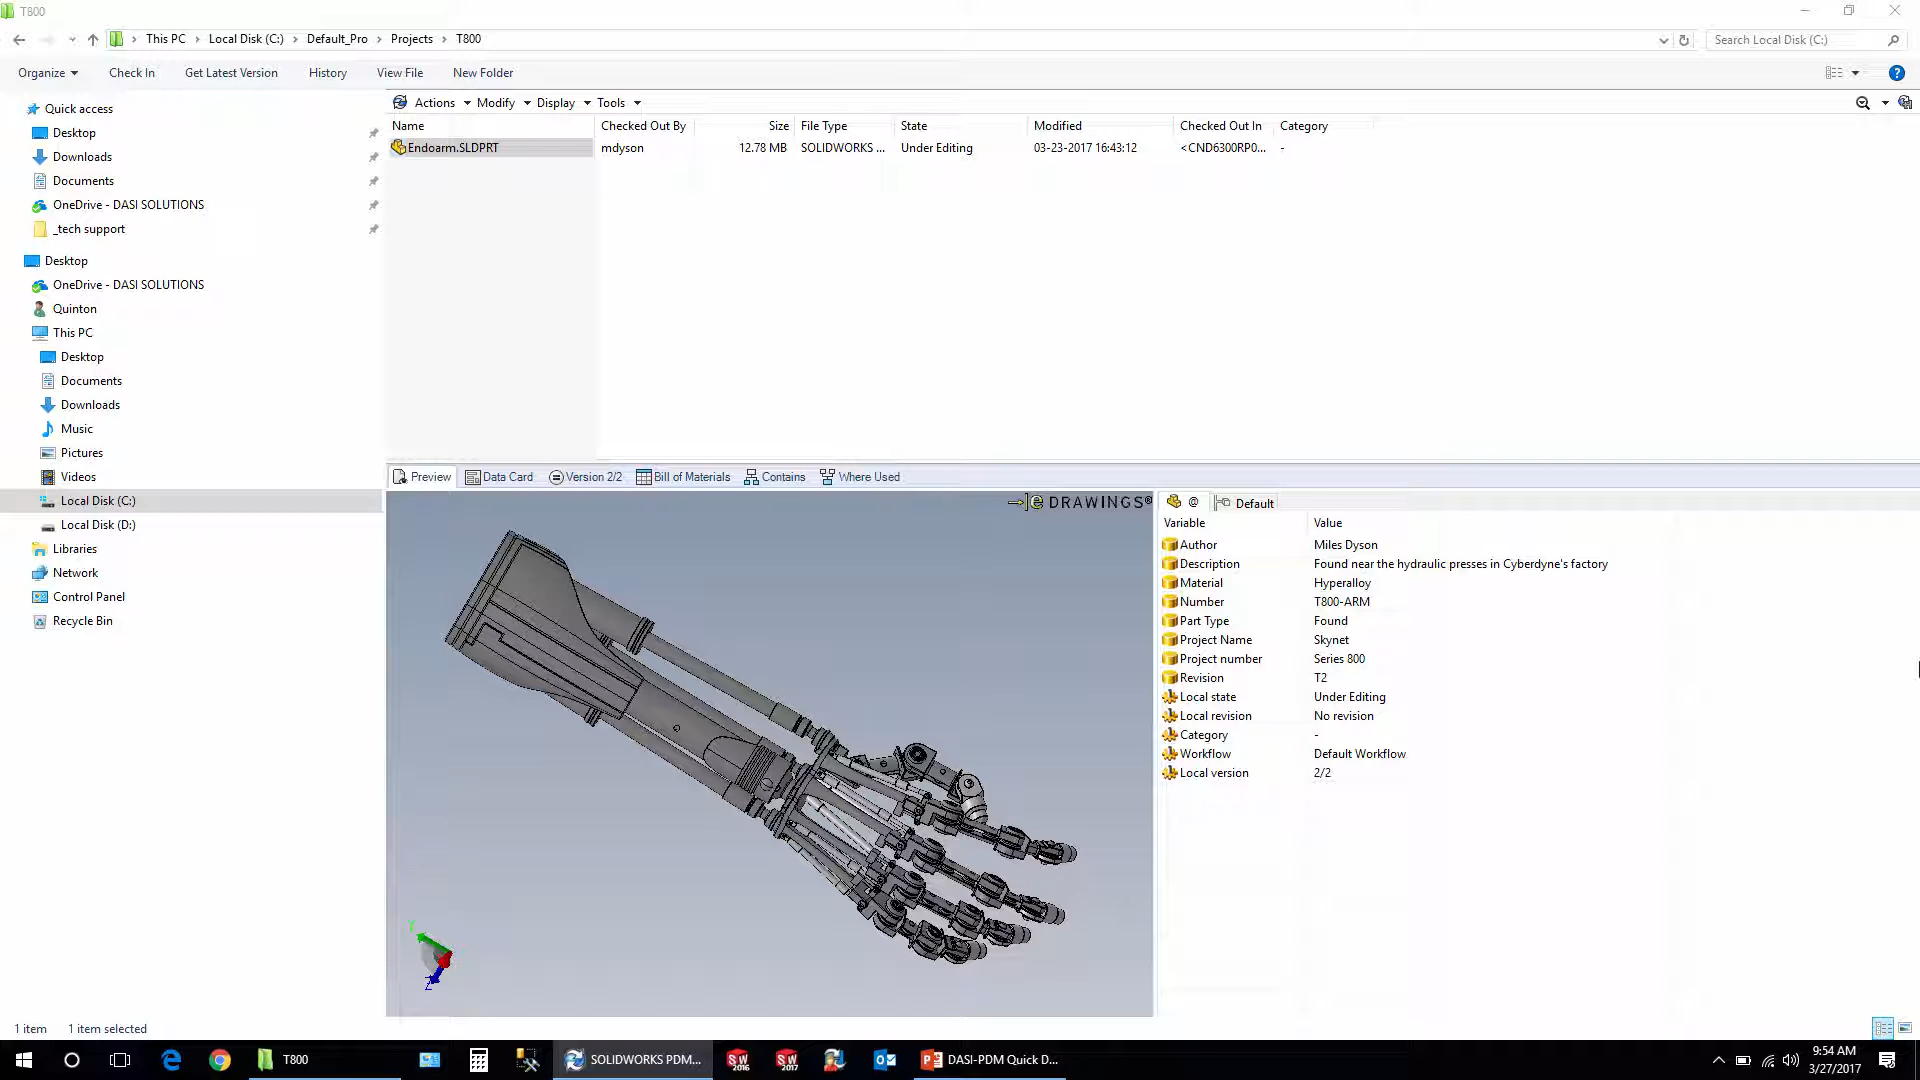 T800
This PC > Local Disk (C:) > Default_Pro > Projects > T800
Search Local Disk (C:)
Organize Check In Get Latest Version History View File New Folder
Actions Modify Display Tools
Name Checked Out By Size File Type State Modified Checked Out In Category
Endoarm.SLDPRT mdyson 12.78 MB SOLIDWORKS ... Under Editing 03-23-2017 16:43:12 <CND6300RP0... -
Quick access
Desktop
Downloads
Documents
OneDrive - DASI SOLUTIONS
_tech support
Desktop
OneDrive - DASI SOLUTIONS
Quinton
This PC
Desktop
Documents
Downloads
Music
Pictures
Videos
Local Disk (C:)
Local Disk (D:)
Libraries
Network
Control Panel
Recycle Bin
Preview Data Card Version 2/2 Bill of Materials Contains Where Used
e DRAWINGS®
Y
Z
@ Default
Variable Value
Author Miles Dyson
Description Found near the hydraulic presses in Cyberdyne's factory
Material Hyperalloy
Number T800-ARM
Part Type Found
Project Name Skynet
Project number Series 800
Revision T2
Local state Under Editing
Local revision No revision
Category -
Workflow Default Workflow
Local version 2/2
1 item 1 item selected
T800 SOLIDWORKS PDM... SW 2016 SW 2017 DASI-PDM Quick D...
9:54 AM
3/27/2017